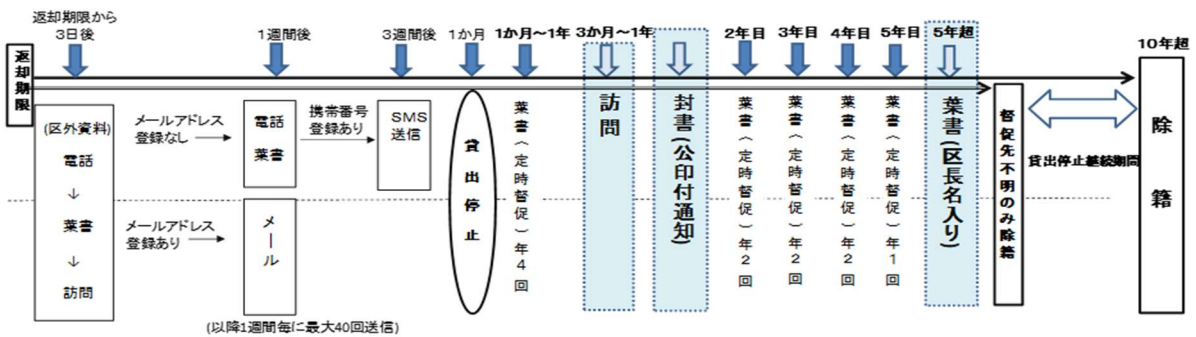 返却期限から
3日後
1週間後
3週間後
1か月
1か月～1年
3か月～1年
2年目
3年目
4年目
5年目
5年超
10年超
返却期限
(区外資料)
電話
↓
葉書
↓
訪問
メールアドレス
登録なし
電話
葉書
携帯番号
登録あり
SMS
送信
メールアドレス
登録あり
メール
(以降1週間毎に最大40回送信)
貸出停止
葉書(定時督促)年4回
訪問
封書(公印付通知)
葉書(定時督促)年2回
葉書(定時督促)年2回
葉書(定時督促)年2回
葉書(定時督促)年1回
葉書(区長名入り)
督促先不明のみ除籍
貸出停止継続期間
除籍